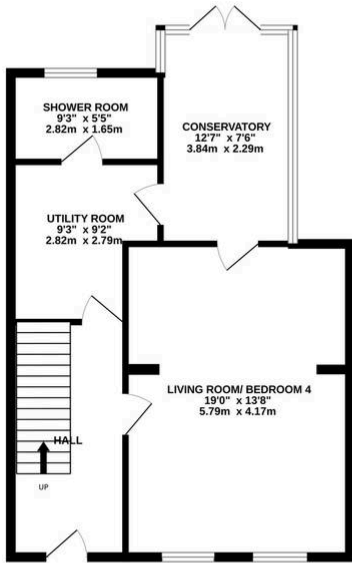 SHOWER ROOM
9'3" x 5'5"
2.82m x 1.65m
CONSERVATORY
12'7" x 7'6"
3.84m x 2.29m
UTILITY ROOM
9'3" x 9'2"
2.82m x 2.79m
LIVING ROOM/ BEDROOM 4
19'0" x 13'8"
5.79m x 4.17m
HALL
UP